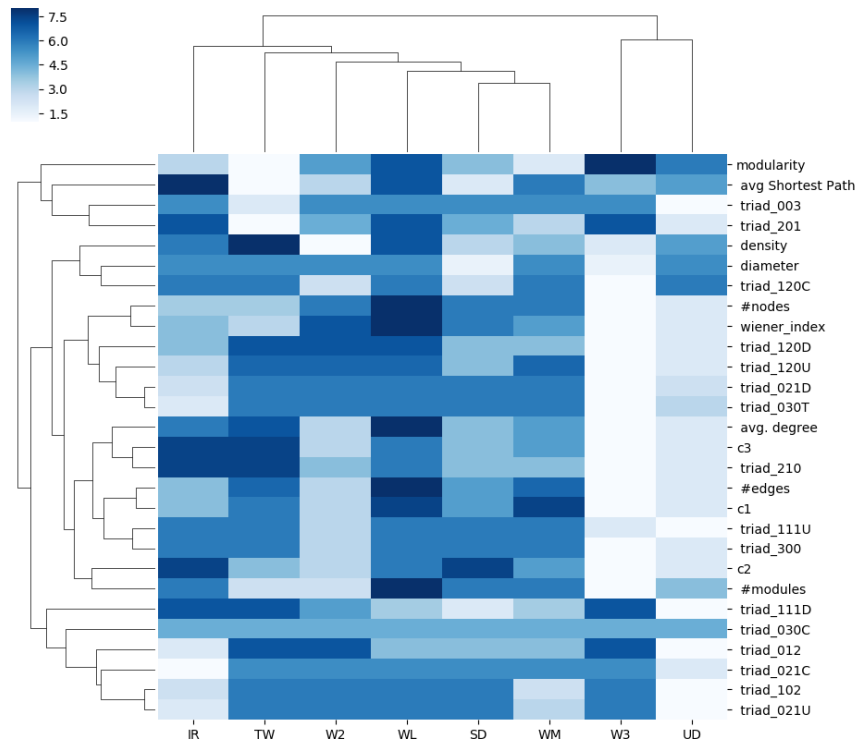 7.5
6.0
4.5
3.0
1.5
modularity
avg Shortest Path
triad_003
triad_201
density
diameter
triad_120C
#nodes
wiener_index
triad_120D
triad_120U
triad_021D
triad_030T
avg. degree
c3
triad_210
#edges
c1
triad_111U
triad_300
c2
#modules
triad_111D
triad_030C
triad_012
triad_021C
triad_102
triad_021U
IR TW W2 WL SD WM W3 UD